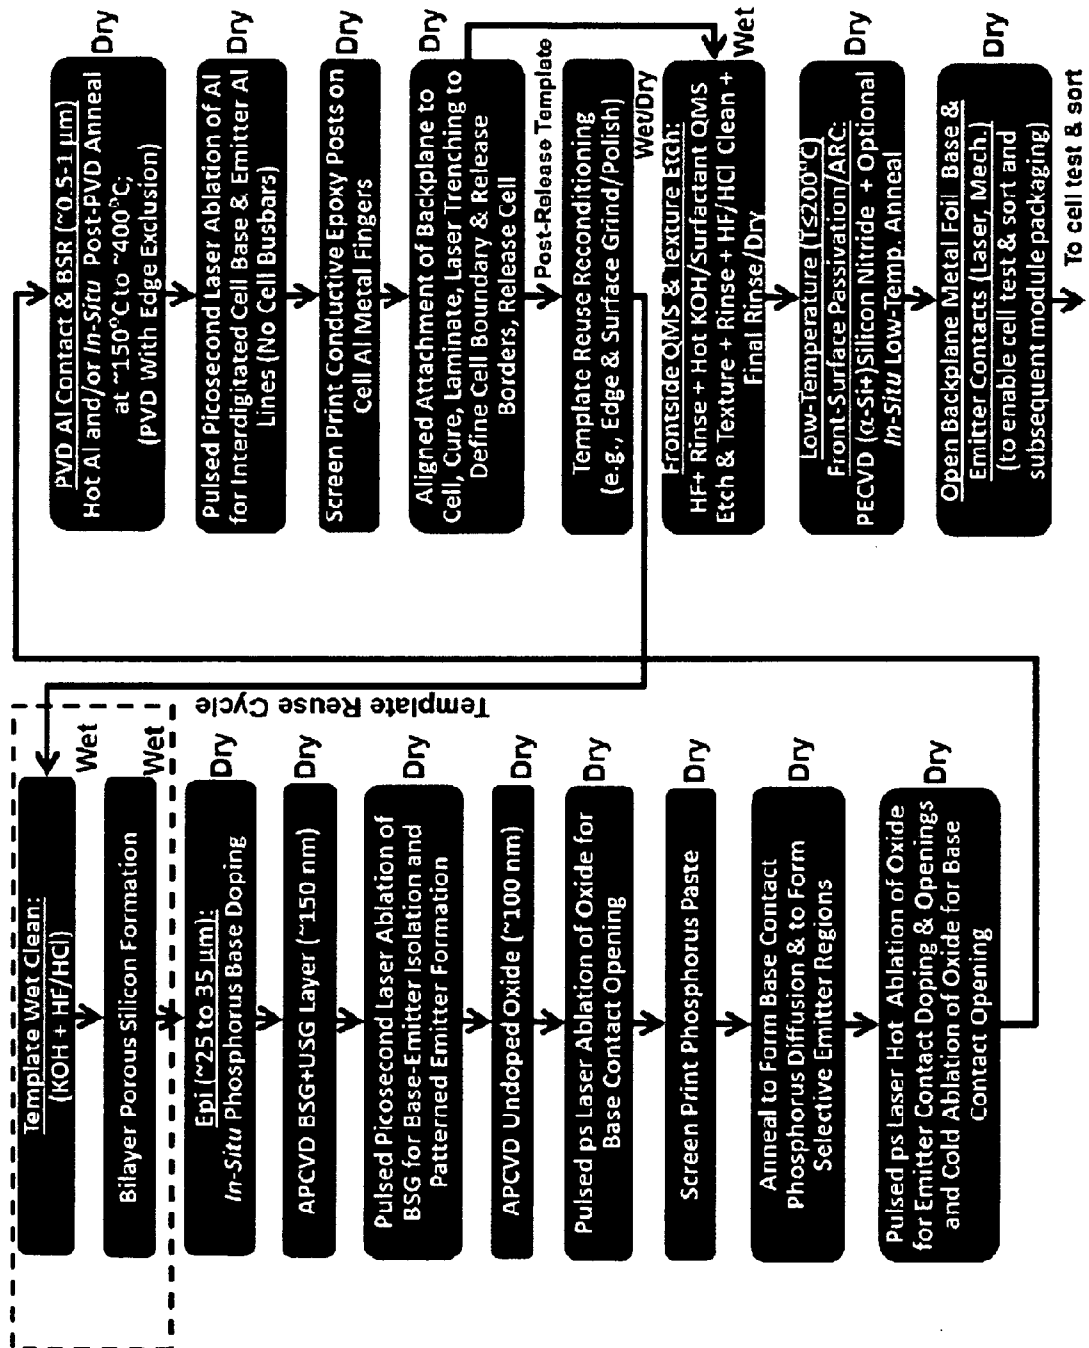 Template Wet Clean:
(KOH + HF/HCl)
Wet
Bilayer Porous Silicon Formation
Wet
Epi (~25 to 35 µm):
In-Situ Phosphorus Base Doping
Dry
APCVD BSG+USG Layer (~150 nm)
Dry
Pulsed Picosecond Laser Ablation of
BSG for Base-Emitter Isolation and
Patterned Emitter Formation
Dry
APCVD Undoped Oxide (~100 nm)
Dry
Pulsed ps Laser Ablation of Oxide for
Base Contact Opening
Dry
Screen Print Phosphorus Paste
Dry
Anneal to Form Base Contact
Phosphorus Diffusion & to Form
Selective Emitter Regions
Dry
Pulsed ps Laser Hot Ablation of Oxide
for Emitter Contact Doping & Openings
and Cold Ablation of Oxide for Base
Contact Opening
Dry
Template Reuse Cycle
PVD Al Contact & BSR (~0.5-1 µm)
Hot Al and/or In-Situ Post-PVD Anneal
at ~150°C to ~400°C;
(PVD With Edge Exclusion)
Dry
Pulsed Picosecond Laser Ablation of Al
for Interdigitated Cell Base & Emitter Al
Lines (No Cell Busbars)
Dry
Screen Print Conductive Epoxy Posts on
Cell Al Metal Fingers
Dry
Aligned Attachment of Backplane to
Cell, Cure, Laminate, Laser Trenching to
Define Cell Boundary & Release
Borders, Release Cell
Dry
Post-Release Template
Template Reuse Reconditioning
(e.g., Edge & Surface Grind/Polish)
Wet/Dry
Frontside QMS & Texture Etch:
HF+ Rinse + Hot KOH/Surfactant QMS
Etch & Texture + Rinse + HF/HCl Clean +
Final Rinse/Dry
Wet
Low-Temperature (T≤200°C)
Front-Surface Passivation/ARC:
PECVD (α-Si+)Silicon Nitride + Optional
In-Situ Low-Temp. Anneal
Dry
Open Backplane Metal Foil Base &
Emitter Contacts (Laser, Mech.)
(to enable cell test & sort and
subsequent module packaging)
Dry
To cell test & sort